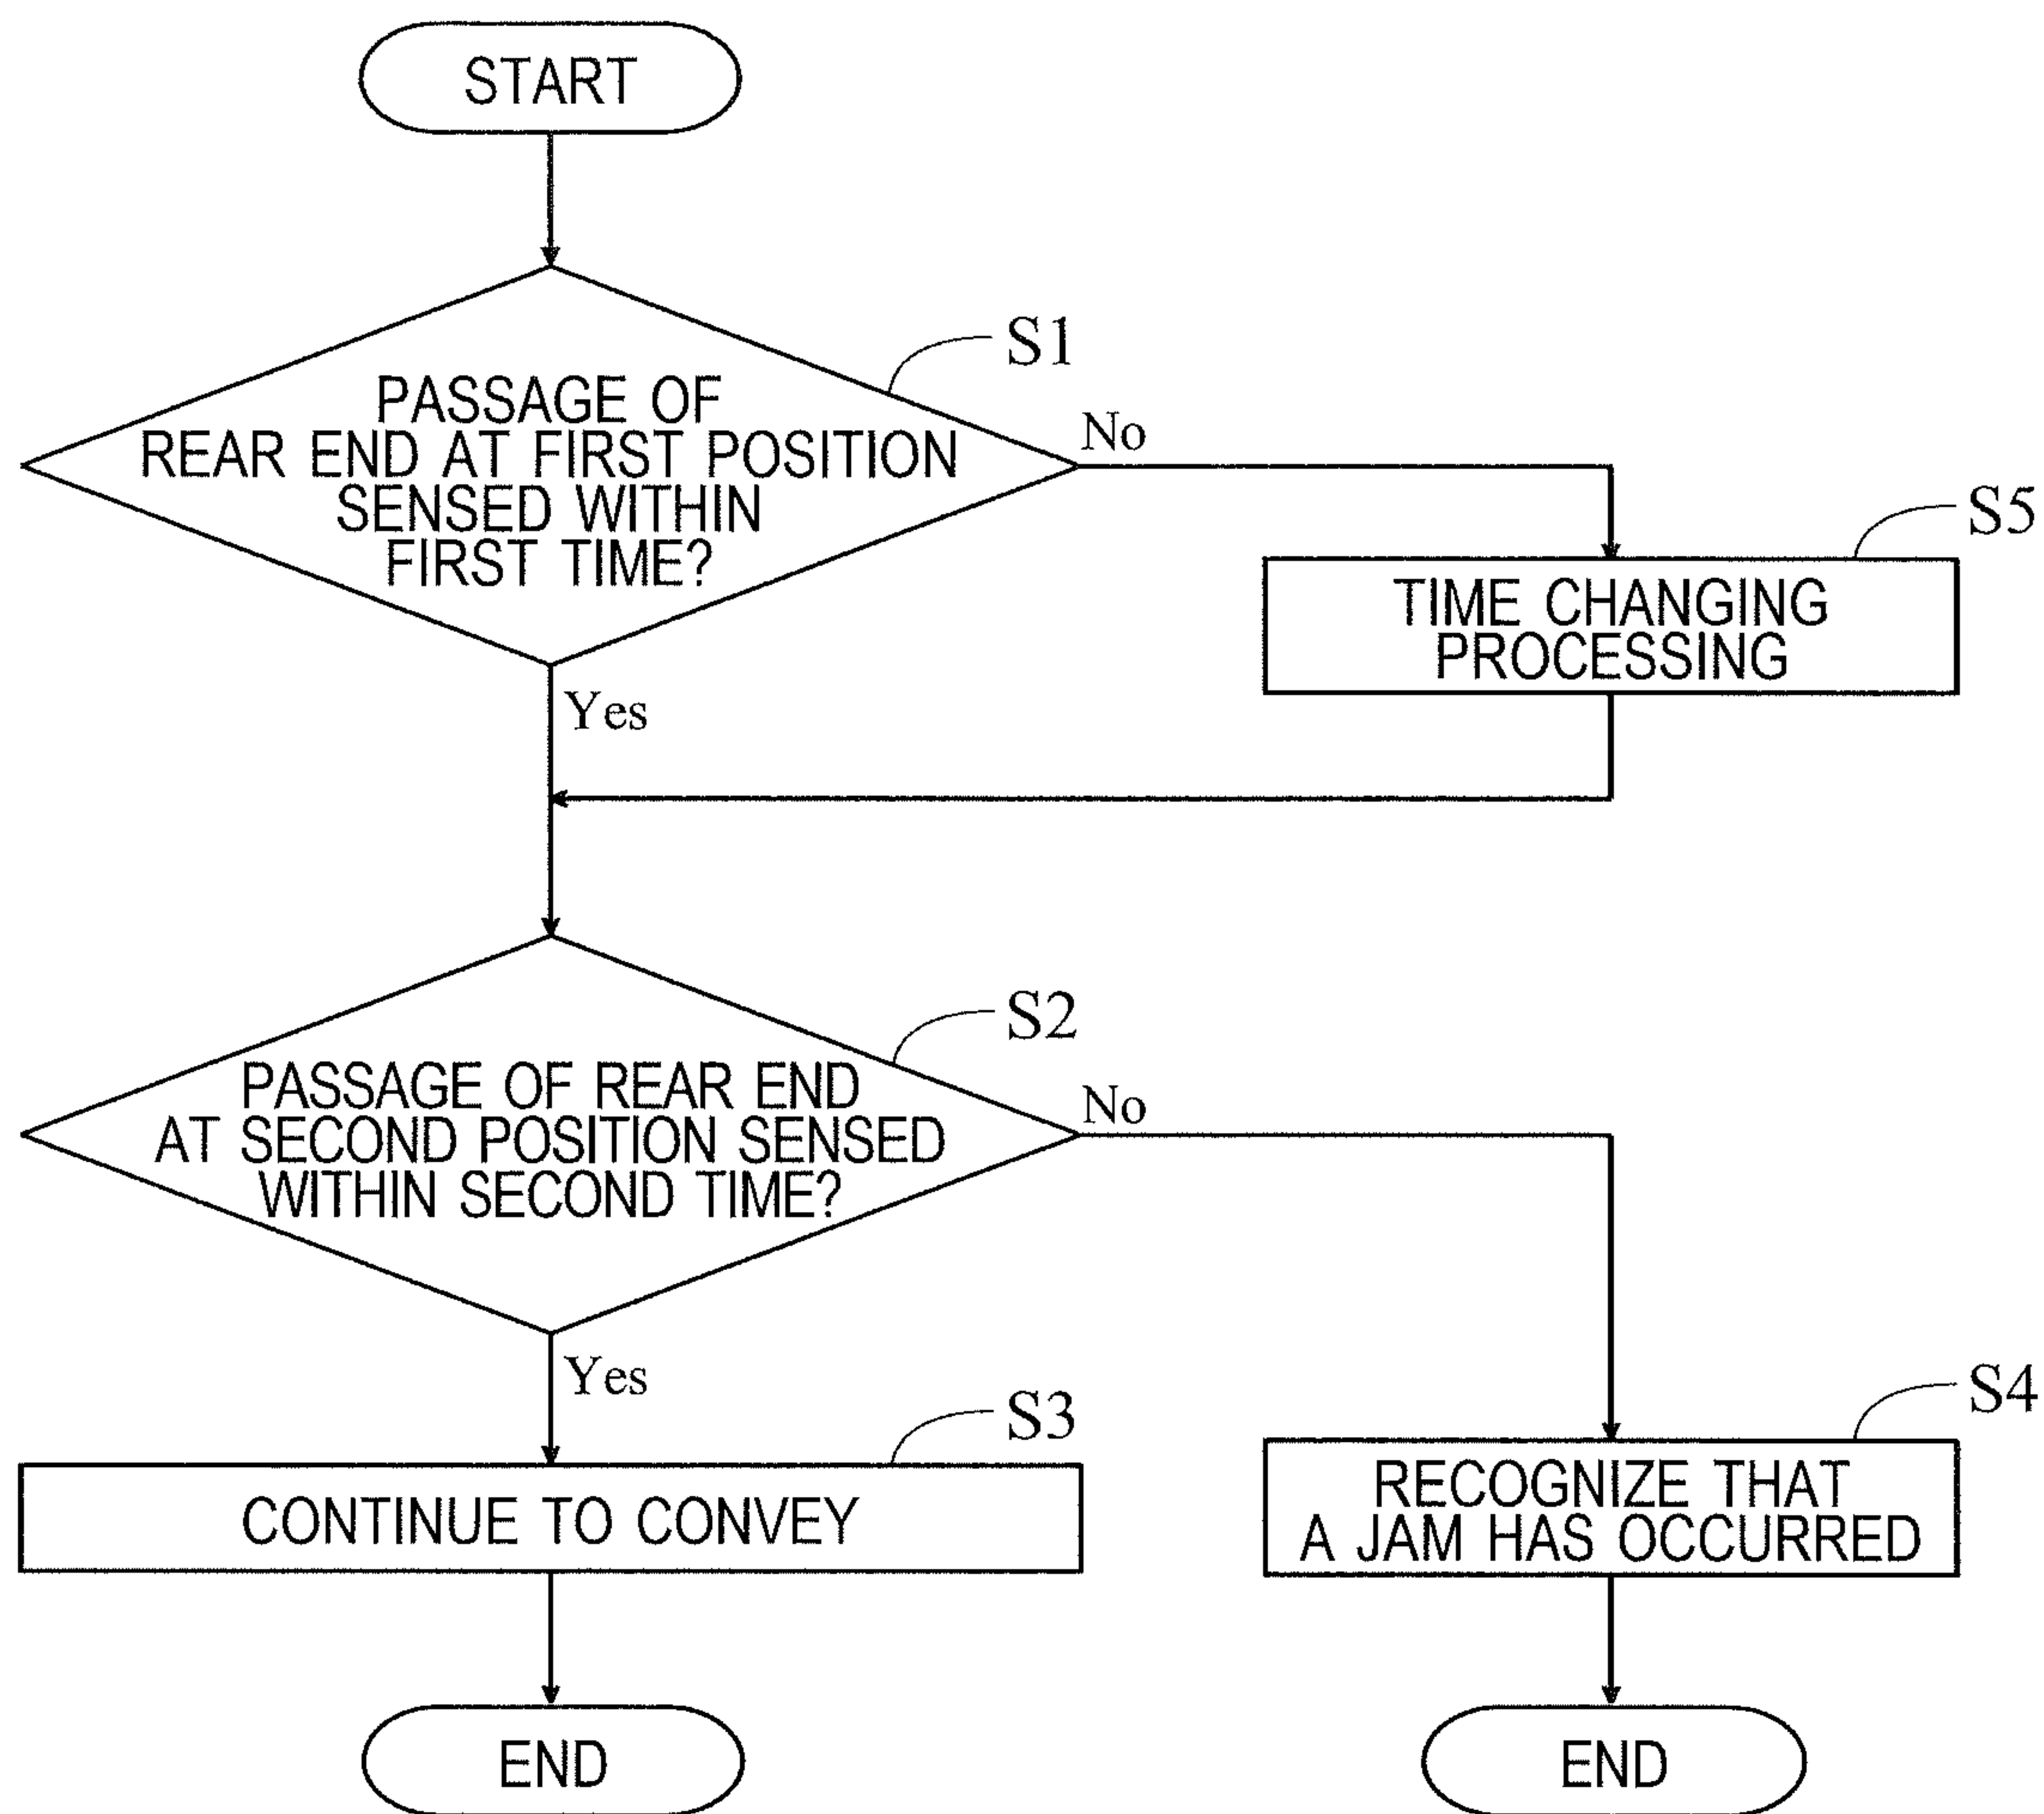 START
S1
PASSAGE OF
REAR END AT FIRST POSITION
SENSED WITHIN
FIRST TIME?
No
S5
TIME CHANGING
PROCESSING
Yes
S2
PASSAGE OF REAR END
AT SECOND POSITION SENSED
WITHIN SECOND TIME?
No
Yes
S3
CONTINUE TO CONVEY
S4
RECOGNIZE THAT
A JAM HAS OCCURRED
END
END